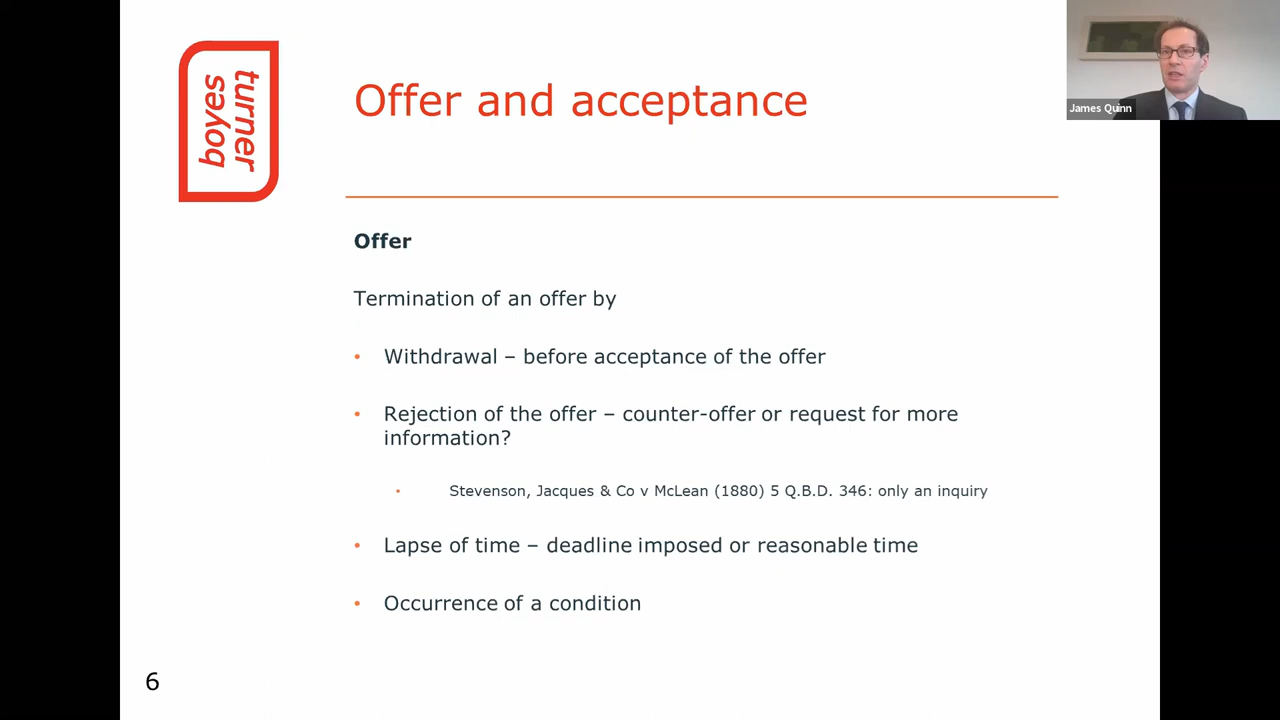 boyes
turner
Offer and acceptance
James Quinn
Offer
Termination of an offer by
• Withdrawal – before acceptance of the offer
• Rejection of the offer – counter-offer or request for more
information?
• Stevenson, Jacques & Co v McLean (1880) 5 Q.B.D. 346: only an inquiry
• Lapse of time – deadline imposed or reasonable time
• Occurrence of a condition
6